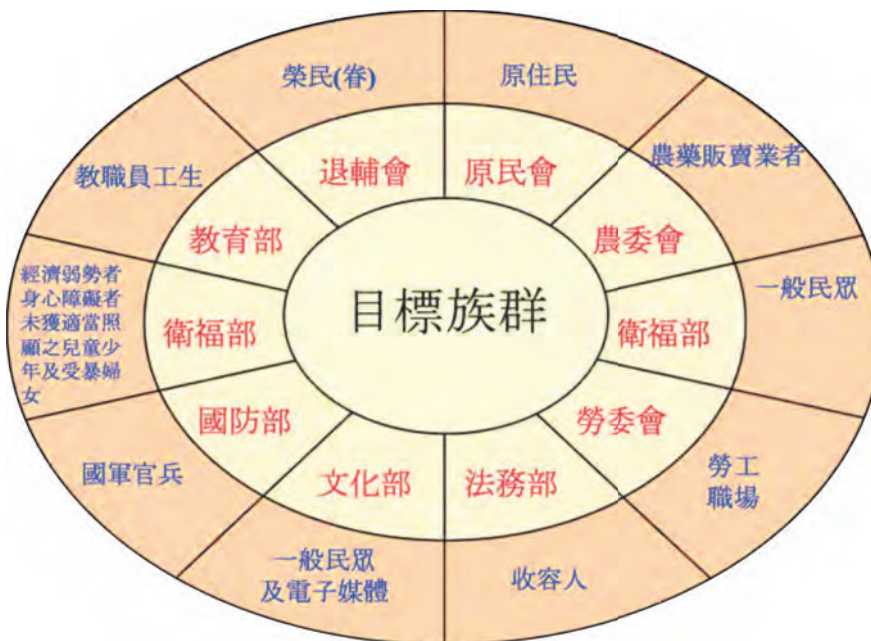 榮民(眷)
原住民
退輔會
原民會
教職員工生
農藥販賣業者
教育部
農委會
經濟弱勢者
身心障礙者
未獲適當照
顧之兒童少
年及受暴婦
女
衛福部
目標族群
衛福部
一般民眾
國防部
勞委會
國軍官兵
文化部
法務部
勞工
職場
一般民眾
及電子媒體
收容人